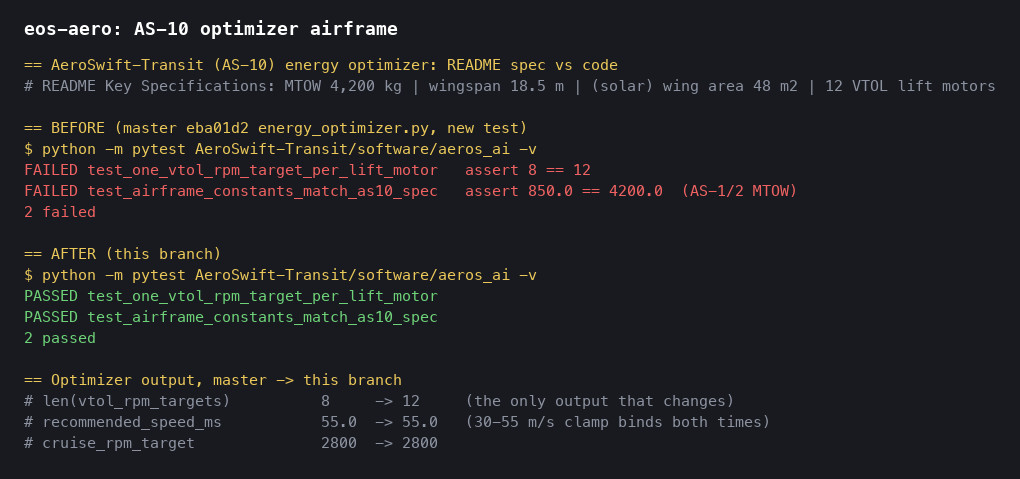 eos-aero: AS-10 optimizer airframe
== AeroSwift-Transit (AS-10) energy optimizer: README spec vs code
# README Key Specifications: MTOW 4,200 kg | wingspan 18.5 m | (solar) wing area 48 m2 | 12 VTOL lift motors
== BEFORE (master eba01d2 energy_optimizer.py, new test)
$ python -m pytest AeroSwift-Transit/software/aeros_ai -v
FAILED test_one_vtol_rpm_target_per_lift_motor   assert 8 == 12
FAILED test_airframe_constants_match_as10_spec   assert 850.0 == 4200.0  (AS-1/2 MTOW)
2 failed
== AFTER (this branch)
$ python -m pytest AeroSwift-Transit/software/aeros_ai -v
PASSED test_one_vtol_rpm_target_per_lift_motor
PASSED test_airframe_constants_match_as10_spec
2 passed
== Optimizer output, master -> this branch
# len(vtol_rpm_targets)          8     -> 12     (the only output that changes)
# recommended_speed_ms           55.0  -> 55.0   (30-55 m/s clamp binds both times)
# cruise_rpm_target              2800  -> 2800